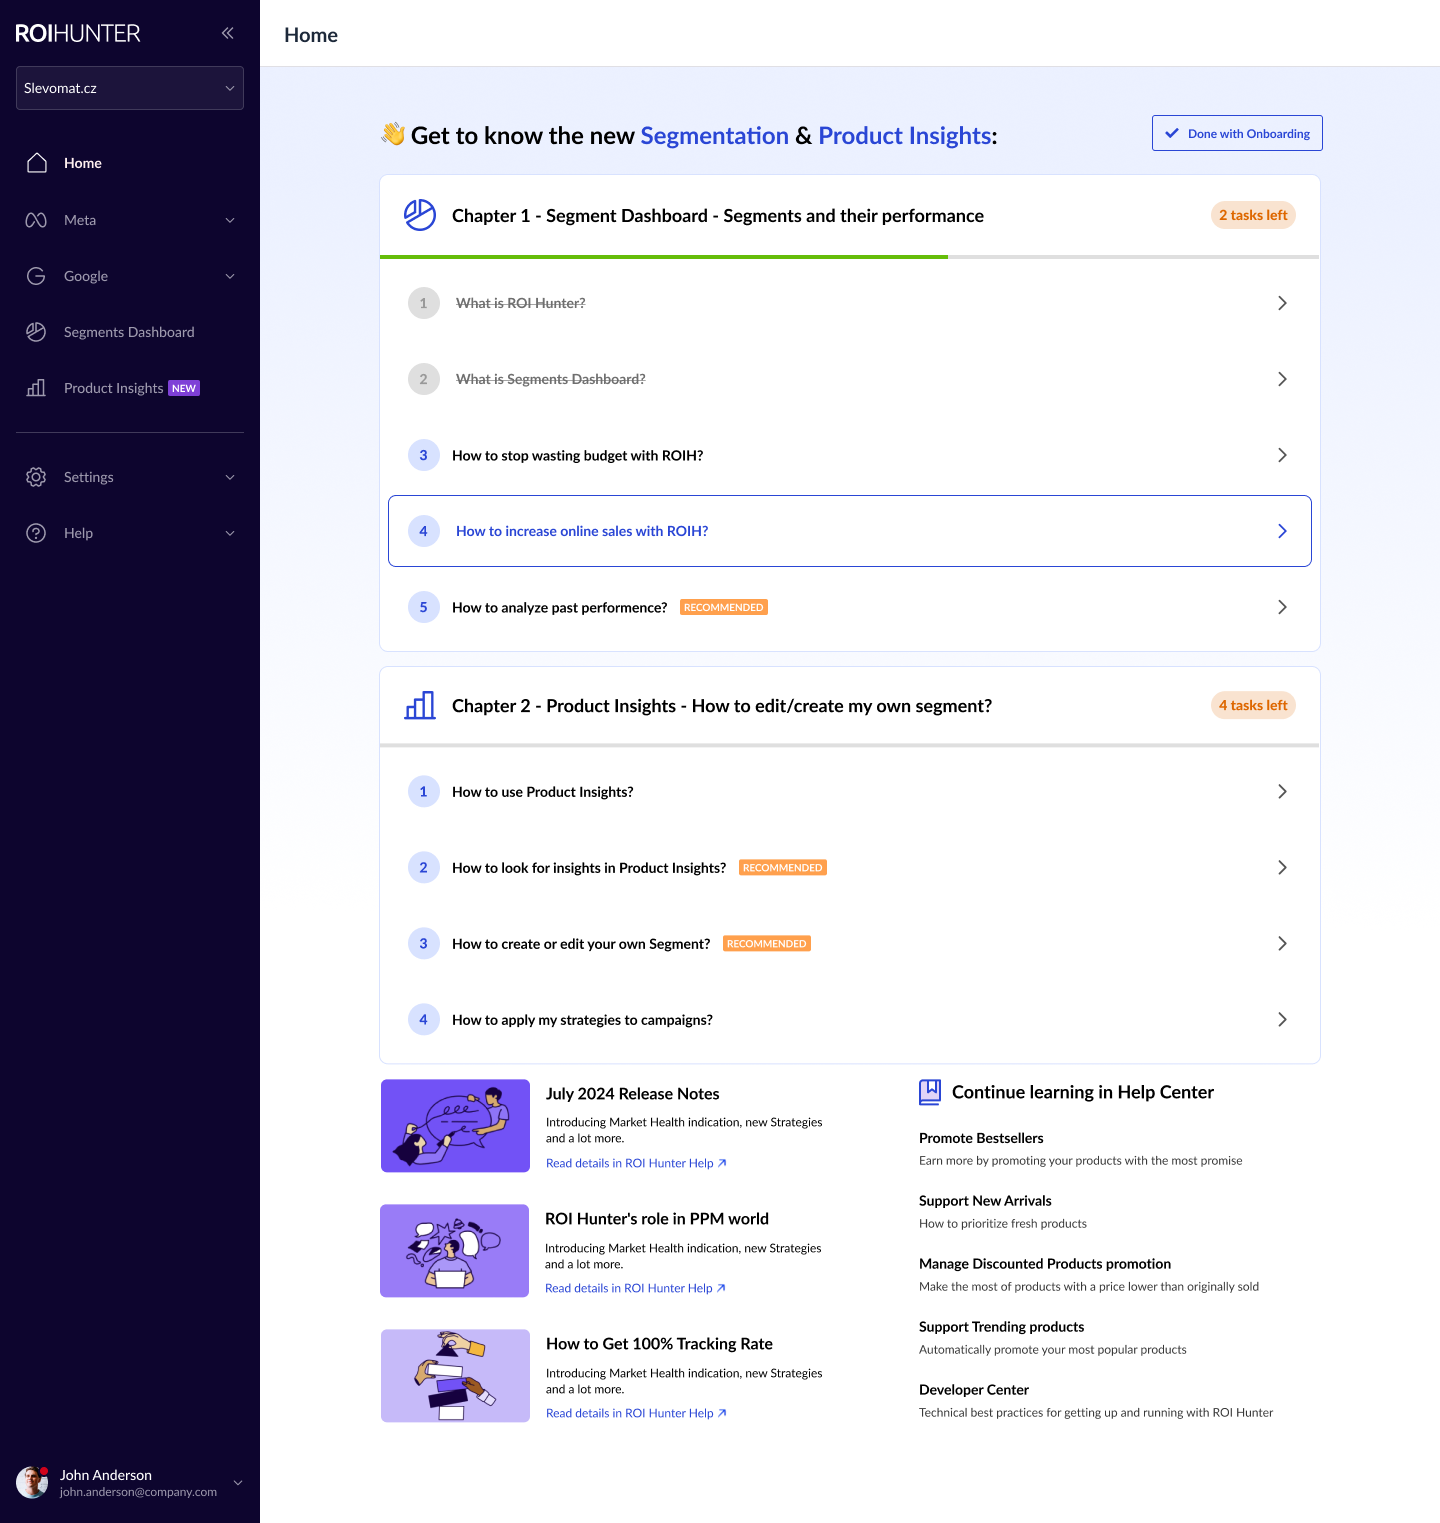 ROIHUNTER
Slevomat.cz
Home
Meta
Google
Segments Dashboard
Product Insights NEW
Settings
Help
John Anderson
john.anderson@company.com
Home
👋 Get to know the new Segmentation & Product Insights:
Done with Onboarding
Chapter 1 - Segment Dashboard - Segments and their performance
2 tasks left
1 What is ROI Hunter?
2 What is Segments Dashboard?
3 How to stop wasting budget with ROIH?
4 How to increase online sales with ROIH?
5 How to analyze past performence? RECOMMENDED
Chapter 2 - Product Insights - How to edit/create my own segment?
4 tasks left
1 How to use Product Insights?
2 How to look for insights in Product Insights? RECOMMENDED
3 How to create or edit your own Segment? RECOMMENDED
4 How to apply my strategies to campaigns?
July 2024 Release Notes
Introducing Market Health indication, new Strategies
and a lot more.
Read details in ROI Hunter Help
ROI Hunter's role in PPM world
Introducing Market Health indication, new Strategies
and a lot more.
Read details in ROI Hunter Help
How to Get 100% Tracking Rate
Introducing Market Health indication, new Strategies
and a lot more.
Read details in ROI Hunter Help
Continue learning in Help Center
Promote Bestsellers
Earn more by promoting your products with the most promise
Support New Arrivals
How to prioritize fresh products
Manage Discounted Products promotion
Make the most of products with a price lower than originally sold
Support Trending products
Automatically promote your most popular products
Developer Center
Technical best practices for getting up and running with ROI Hunter